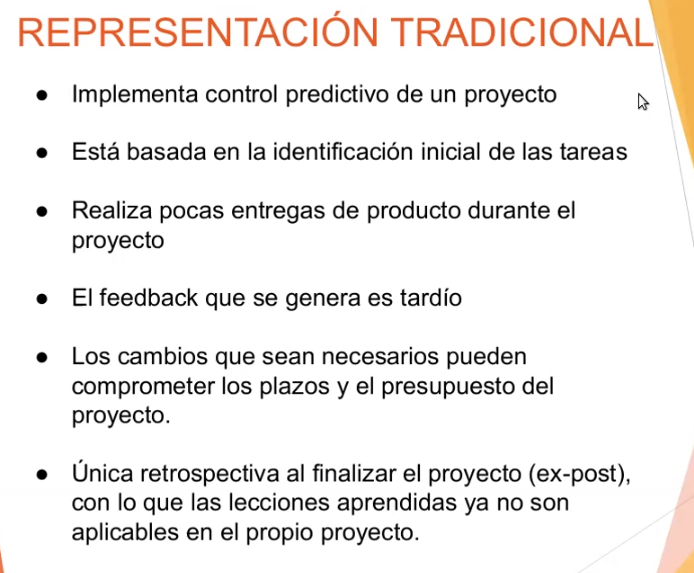 REPRESENTACIÓN TRADICIONAL
● Implementa control predictivo de un proyecto
● Está basada en la identificación inicial de las tareas
● Realiza pocas entregas de producto durante el
proyecto
● El feedback que se genera es tardío
● Los cambios que sean necesarios pueden
comprometer los plazos y el presupuesto del
proyecto.
● Única retrospectiva al finalizar el proyecto (ex-post),
con lo que las lecciones aprendidas ya no son
aplicables en el propio proyecto.